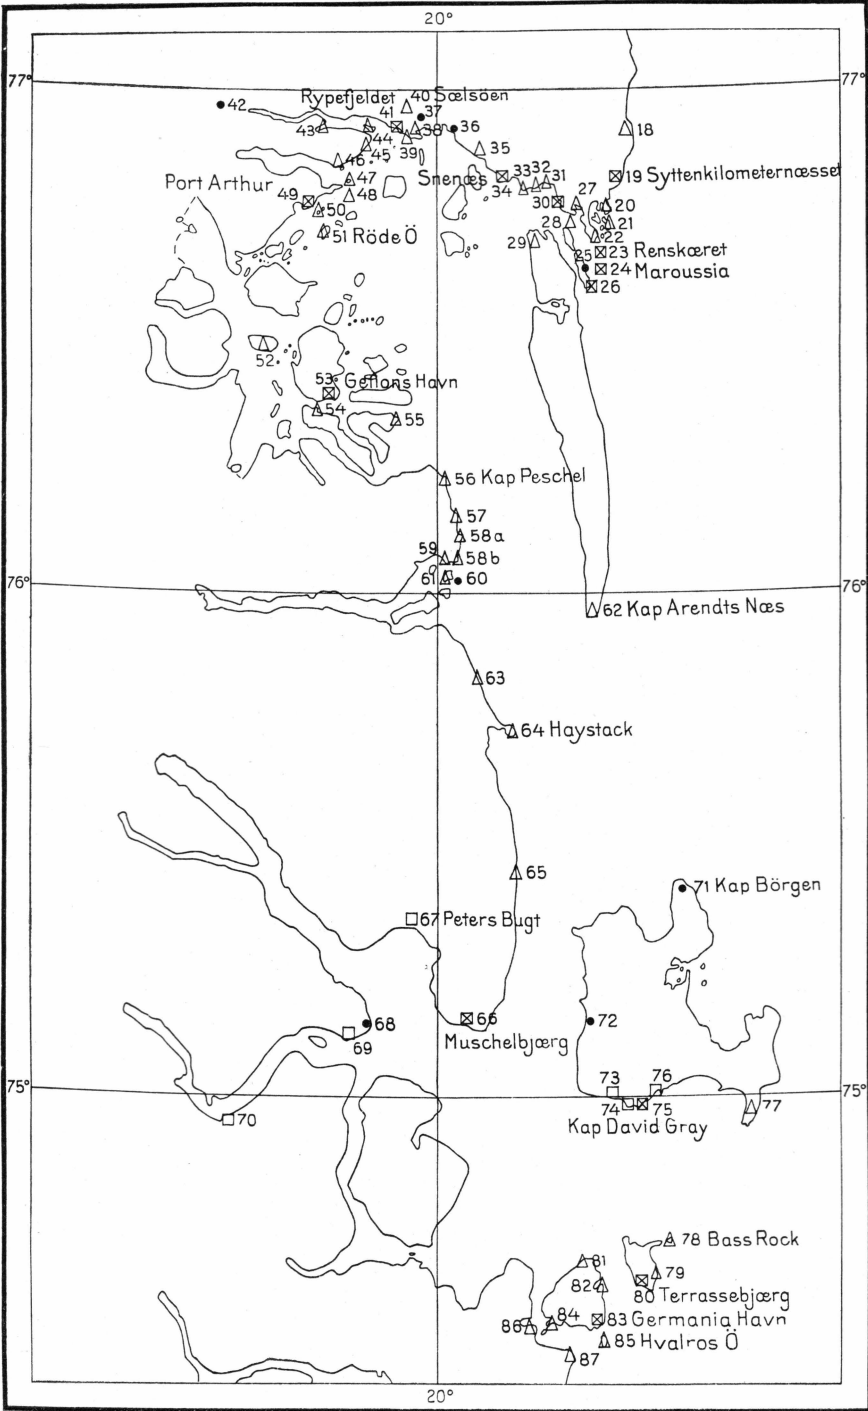 20°
77°
77°
Rypefjeldet
40 Sælsöen
41
42
37
36
43
44
38
18
45
39
35
46
Port Arthur
47
Snenæs
33
32
31
19 Syttenkilometernæsset
48
34
49
50
30
27
20
28
21
51 Röde Ö
29
22
25
23 Renskæret
24 Maroussia
26
52
53 Gefions Havn
54
55
56 Kap Peschel
57
58a
59
58b
61
60
76°
76°
62 Kap Arendts Næs
63
64 Haystack
65
71 Kap Börgen
67 Peters Bugt
68
66
72
69
Muschelbjærg
75°
75°
73
76
74
75
77
70
Kap David Gray
78 Bass Rock
81
79
82
80 Terrassebjærg
84
83 Germania Havn
86
85 Hvalros Ö
87
20°